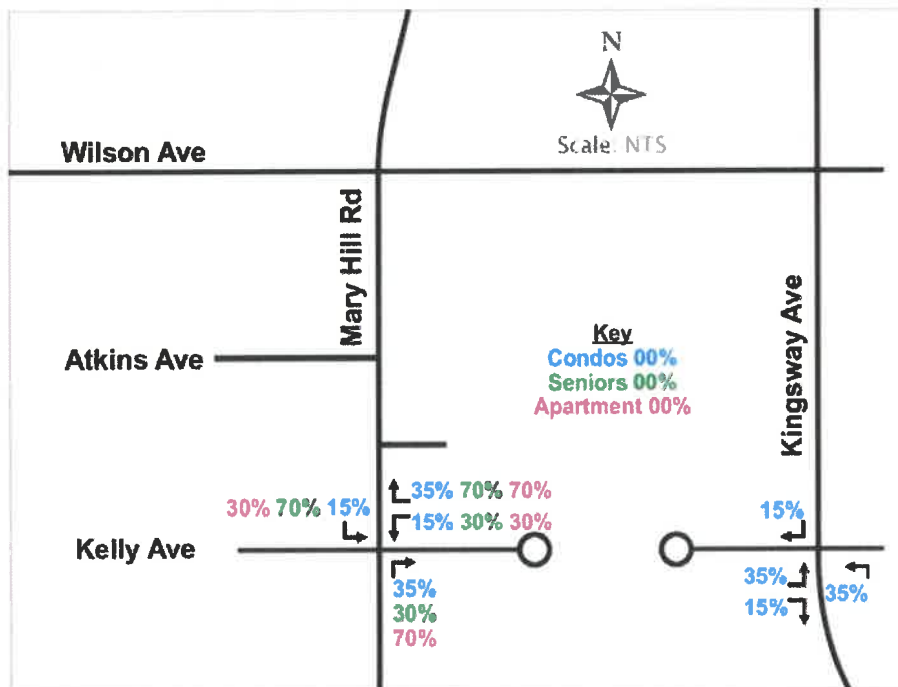 N
Scale: NTS
Wilson Ave
Mary Hill Rd
Kingsway Ave
Atkins Ave
Key
Condos 00%
Seniors 00%
Apartment 00%
35% 70% 70%
30% 70% 15%
15% 30% 30%
15%
Kelly Ave
35%
30%
70%
35%
15%
35%